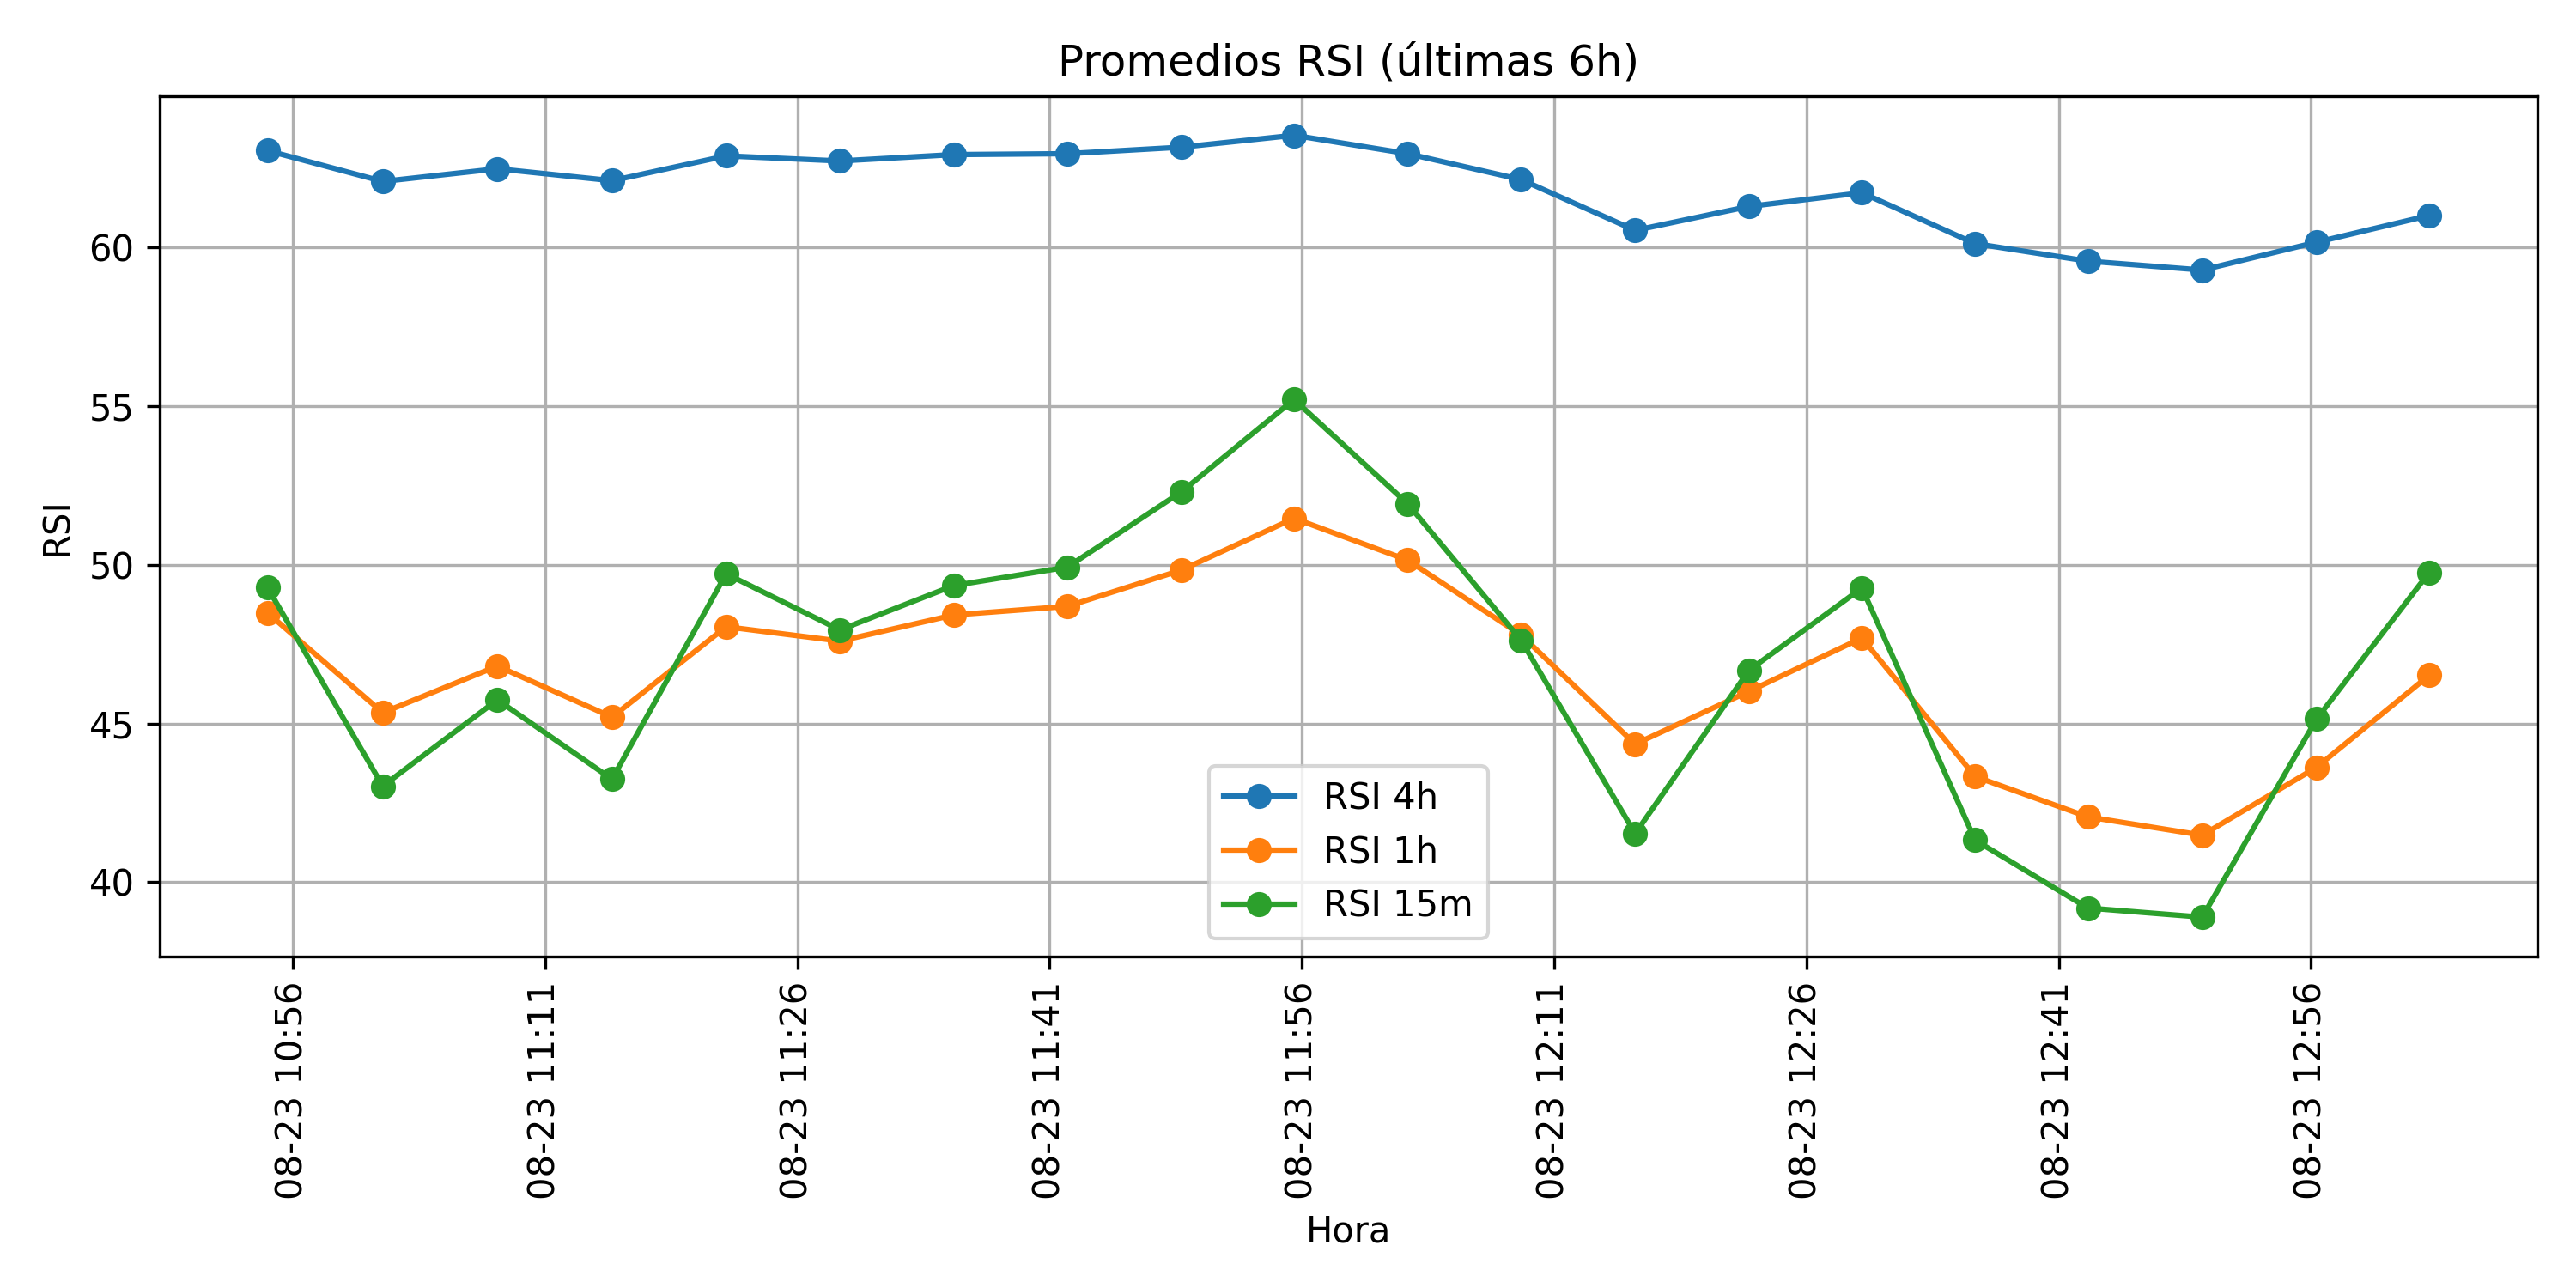 Promedios RSI (últimas 6h)
RSI
60
55
50
45
40
RSI 4h
RSI 1h
RSI 15m
08-23 10:56
08-23 11:11
08-23 11:26
08-23 11:41
08-23 11:56
08-23 12:11
08-23 12:26
08-23 12:41
08-23 12:56
Hora